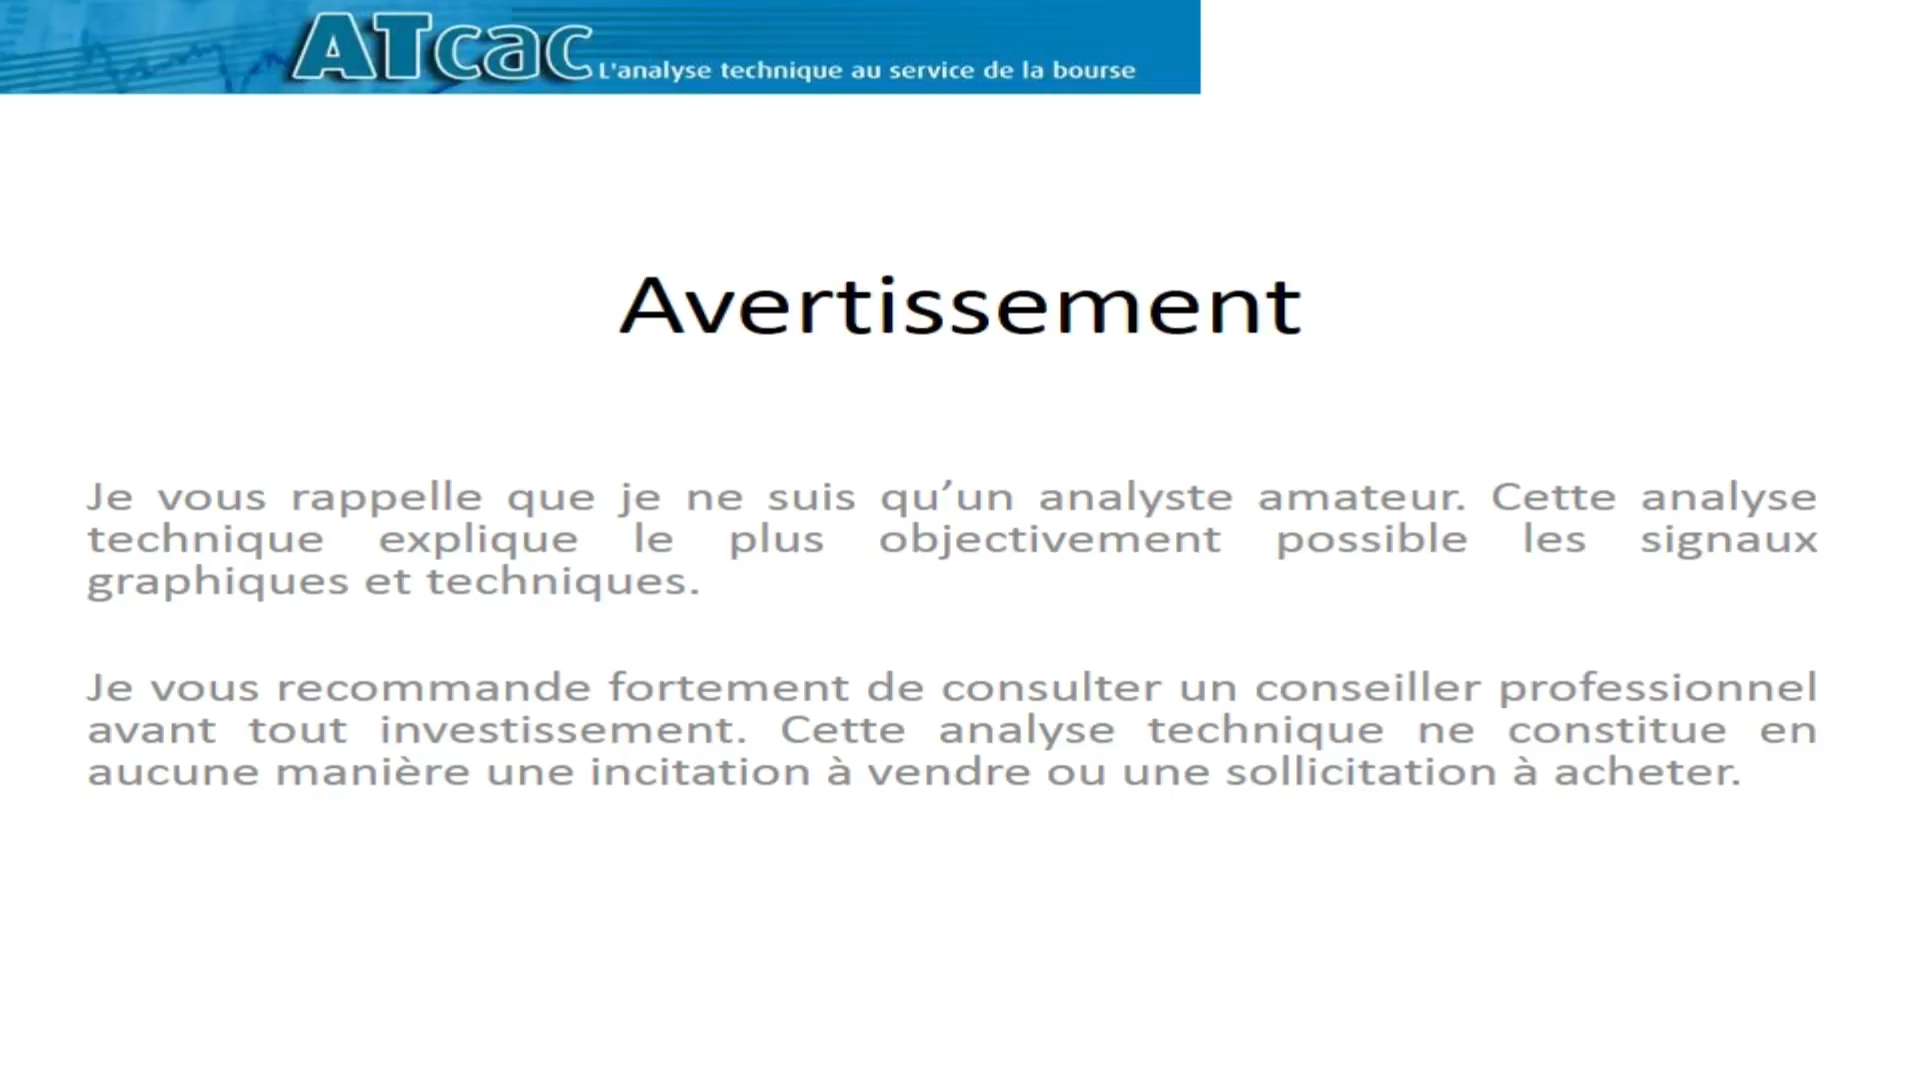 ATcac L'analyse technique au service de la bourse
Avertissement
Je vous rappelle que je ne suis qu’un analyste amateur. Cette analyse
technique explique le plus objectivement possible les signaux
graphiques et techniques.
Je vous recommande fortement de consulter un conseiller professionnel
avant tout investissement. Cette analyse technique ne constitue en
aucune manière une incitation à vendre ou une sollicitation à acheter.